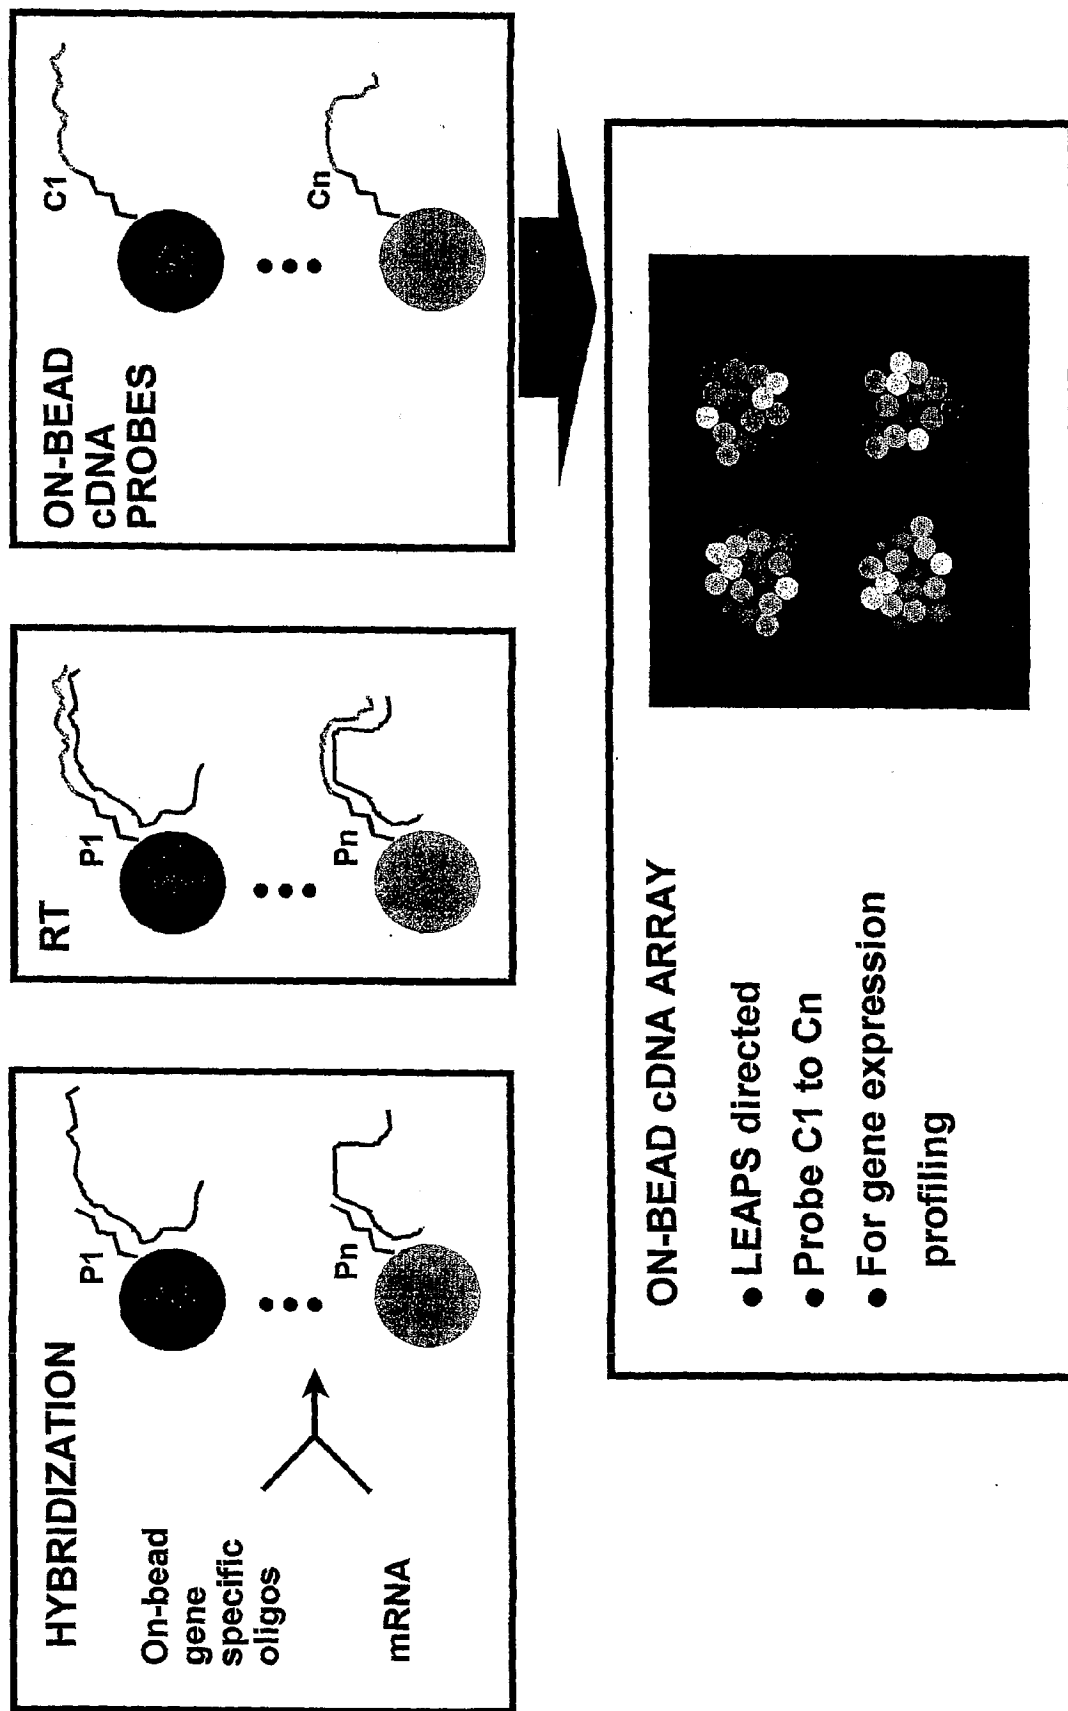 HYBRIDIZATION
On-bead
gene
specific
oligos
mRNA
P1
Pn
RT
P1
Pn
ON-BEAD
cDNA
PROBES
C1
Cn
ON-BEAD cDNA ARRAY
● LEAPS directed
● Probe C1 to Cn
● For gene expression
profiling